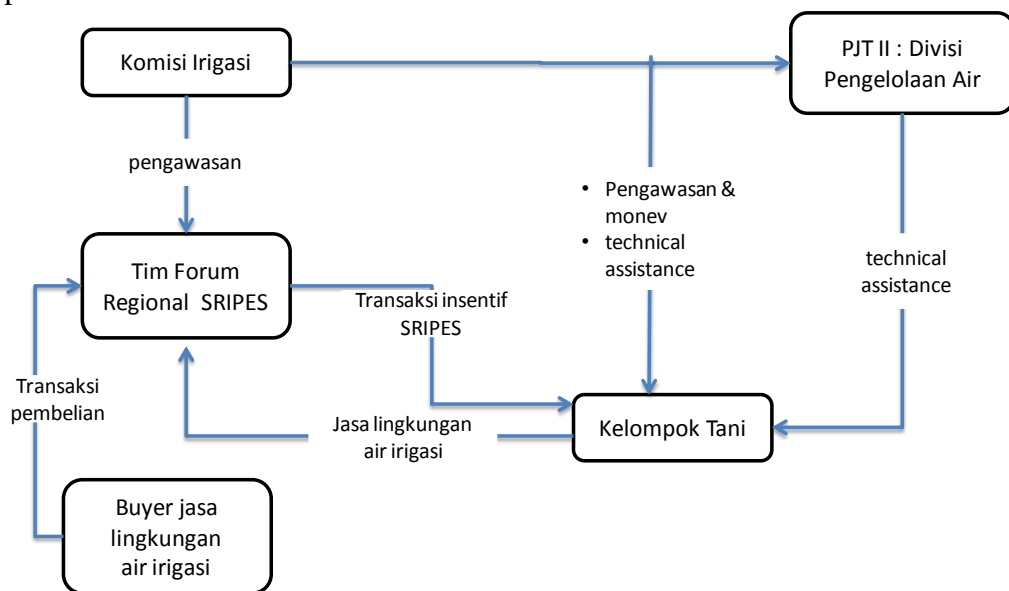 Komisi Irigasi
PJT II : Divisi
Pengelolaan Air
pengawasan
• Pengawasan &
monev
• technical
assistance
technical
assistance
Tim Forum
Regional SRIPES
Transaksi insentif
SRIPES
Transaksi
pembelian
Jasa lingkungan
air irigasi
Kelompok Tani
Buyer jasa
lingkungan
air irigasi